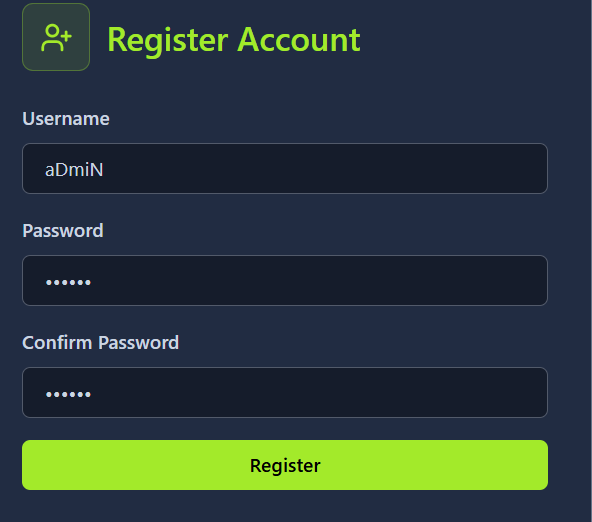 Register Account
Username
aDmiN
Password
••••••
Confirm Password
••••••
Register